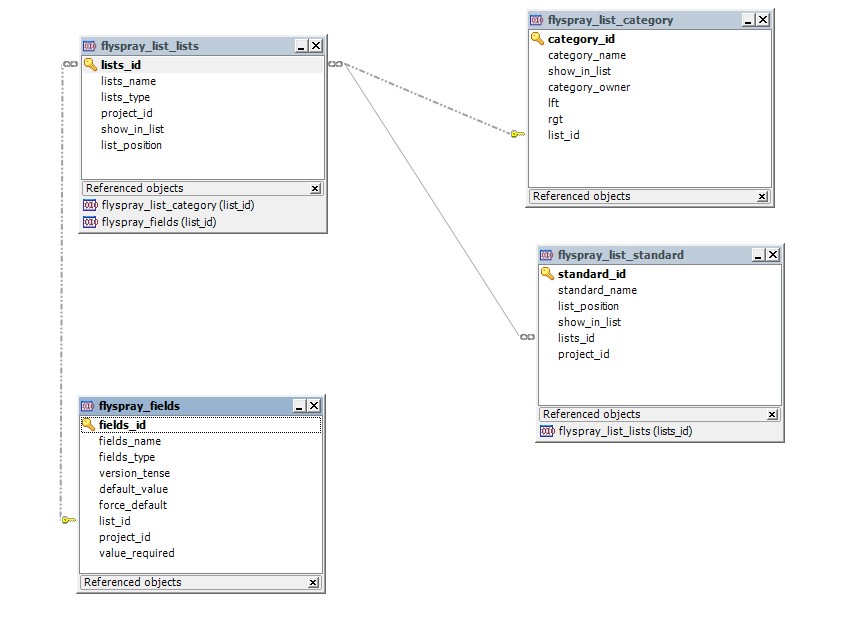 flyspray_list_lists
lists_id
lists_name
lists_type
project_id
show_in_list
list_position
Referenced objects
flyspray_list_category (list_id)
flyspray_fields (list_id)
flyspray_list_category
category_id
category_name
show_in_list
category_owner
lft
rgt
list_id
Referenced objects
flyspray_list_standard
standard_id
standard_name
list_position
show_in_list
lists_id
project_id
Referenced objects
flyspray_list_lists (lists_id)
flyspray_fields
fields_id
fields_name
fields_type
version_tense
default_value
force_default
list_id
project_id
value_required
Referenced objects